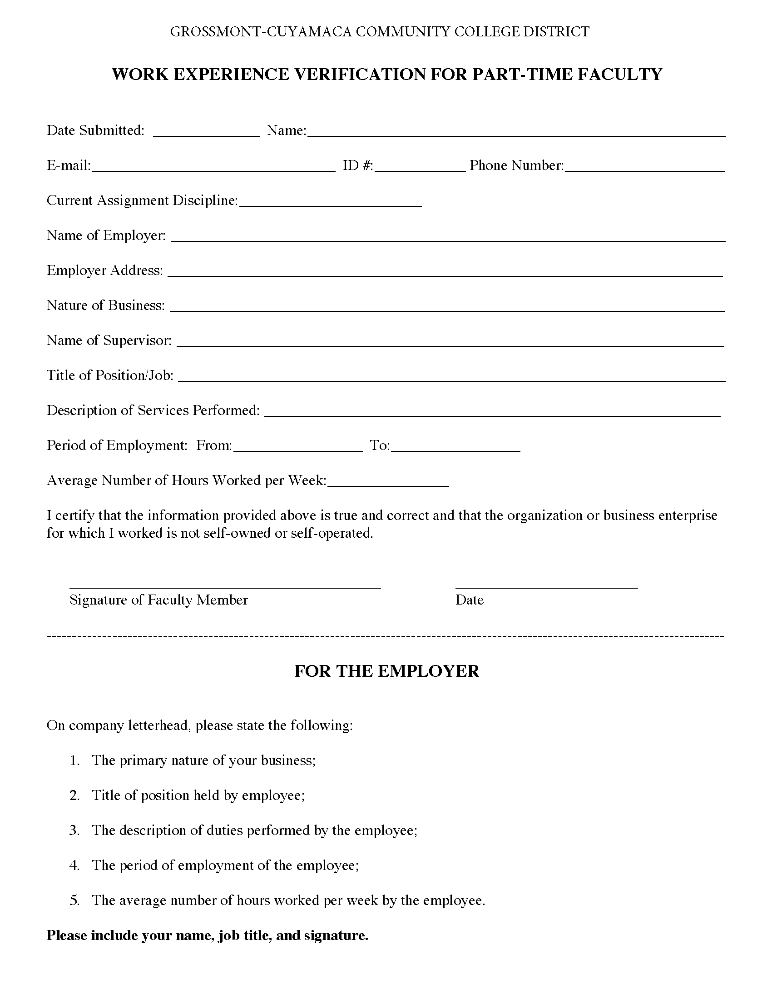 GROSSMONT-CUYAMACA COMMUNITY COLLEGE DISTRICT
WORK EXPERIENCE VERIFICATION FOR PART-TIME FACULTY
Date Submitted: ______________ Name:_______________________________________________________
E-mail:________________________________ ID #:____________ Phone Number:_____________________
Current Assignment Discipline:________________________
Name of Employer: _________________________________________________________________________
Employer Address: _________________________________________________________________________
Nature of Business: _________________________________________________________________________
Name of Supervisor: ________________________________________________________________________
Title of Position/Job: ________________________________________________________________________
Description of Services Performed: ____________________________________________________________
Period of Employment: From:_________________ To:_________________
Average Number of Hours Worked per Week:________________
I certify that the information provided above is true and correct and that the organization or business enterprise
for which I worked is not self-owned or self-operated.
_________________________________________ ________________________
Signature of Faculty Member Date
---------------------------------------------------------------------------------------------------------------------------------------
FOR THE EMPLOYER
On company letterhead, please state the following:
1. The primary nature of your business;
2. Title of position held by employee;
3. The description of duties performed by the employee;
4. The period of employment of the employee;
5. The average number of hours worked per week by the employee.
Please include your name, job title, and signature.